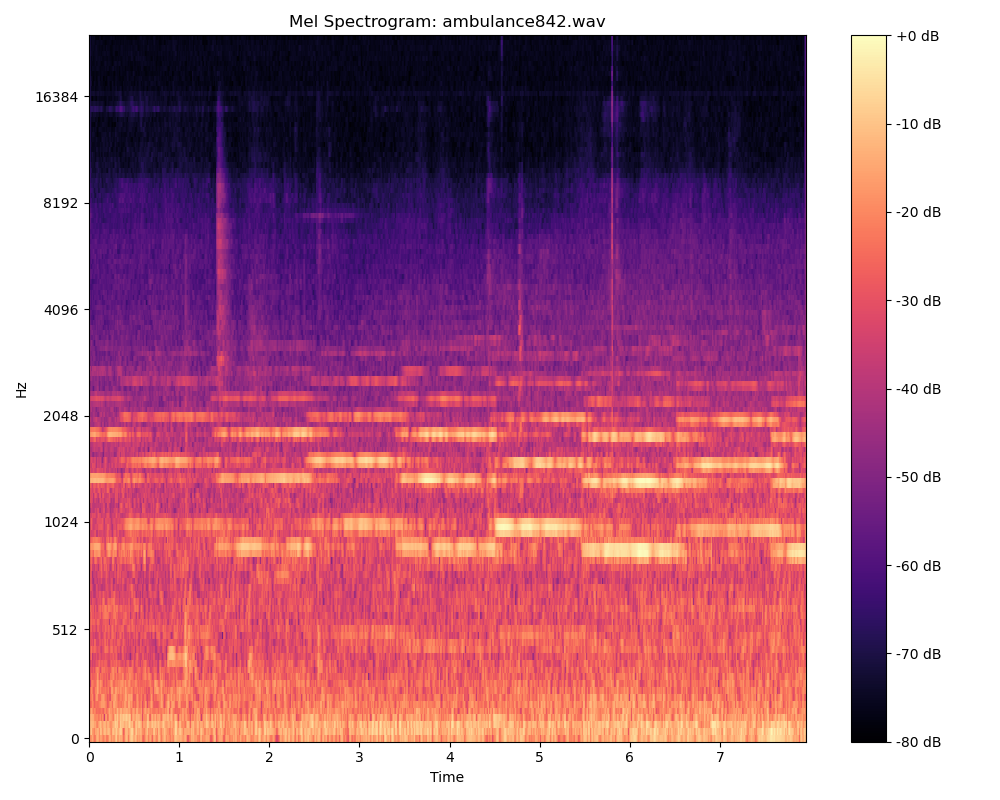 Mel Spectrogram: ambulance842.wav
+0 dB
16384
-10 dB
-20 dB
8192
-30 dB
4096
Hz
-40 dB
2048
-50 dB
1024
-60 dB
512
-70 dB
0
-80 dB
0 1 2 3 4 5 6 7
Time